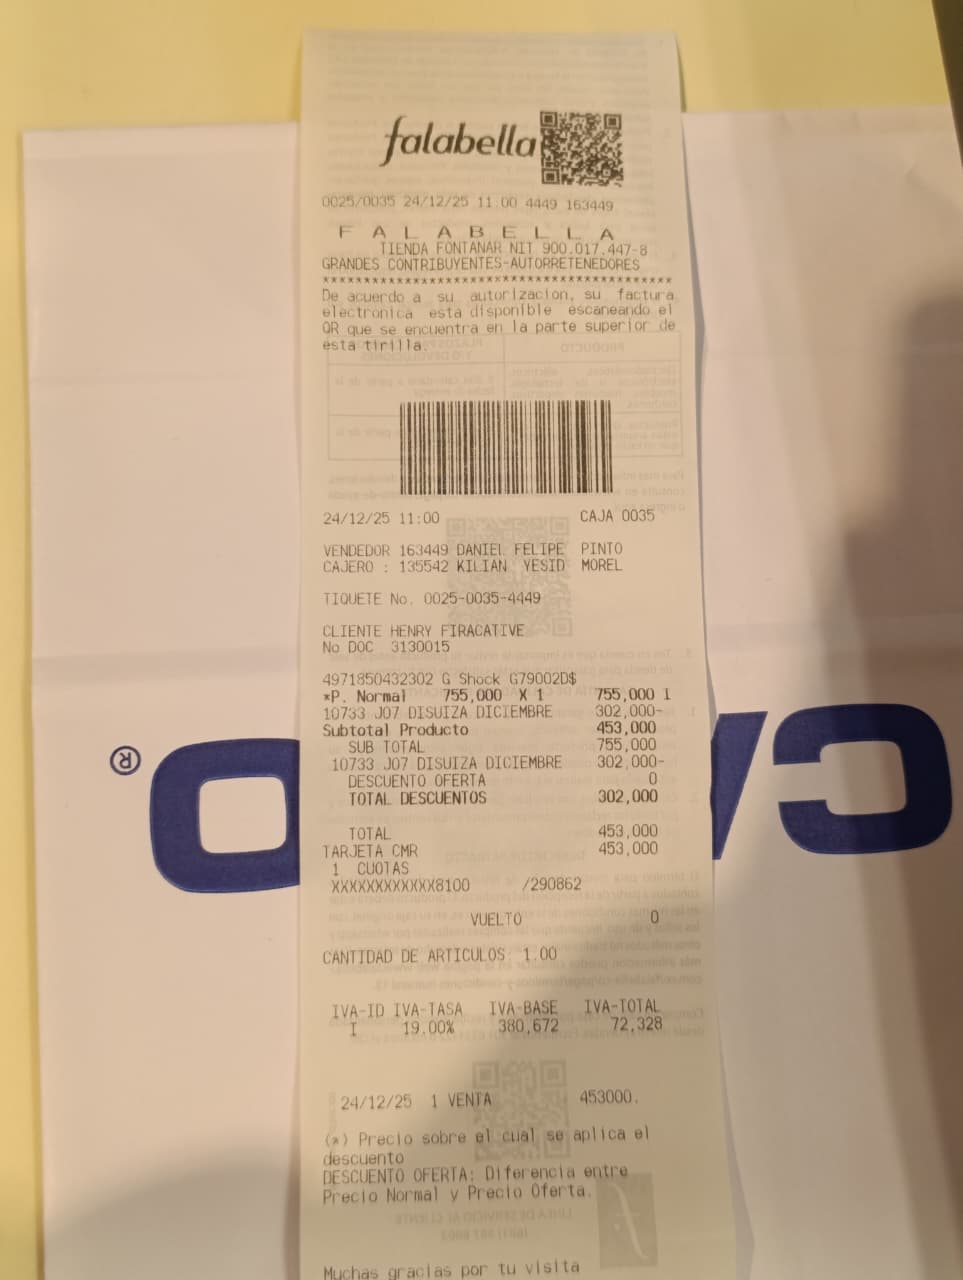 falabella
0025/0035 24/12/25 11:00 4449 163449
F A L A B E L L A
TIENDA FONTANAR NIT 900.017.447-8
GRANDES CONTRIBUYENTES-AUTORRETENEDORES
******************************************
De acuerdo a su autorizacion, su factura
electronica esta disponible escaneando el
QR que se encuentra en la parte superior de
esta tirilla.
24/12/25 11:00 CAJA 0035
VENDEDOR 163449 DANIEL FELIPE PINTO
CAJERO : 135542 KILIAN YESID MOREL
TIQUETE No. 0025-0035-4449
CLIENTE HENRY FIRACATIVE
No DOC 3130015
4971850432302 G Shock G79002D$
*P. Normal 755,000 X 1 755,000 I
10733 J07 DISUIZA DICIEMBRE 302,000-
Subtotal Producto 453,000
SUB TOTAL 755,000
10733 J07 DISUIZA DICIEMBRE 302,000-
DESCUENTO OFERTA 0
TOTAL DESCUENTOS 302,000
TOTAL 453,000
TARJETA CMR 453,000
1 CUOTAS
XXXXXXXXXXXX8100 /290862
VUELTO 0
CANTIDAD DE ARTICULOS: 1.00
IVA-ID IVA-TASA IVA-BASE IVA-TOTAL
I 19.00% 380,672 72,328
24/12/25 1 VENTA 453000.
(*) Precio sobre el cual se aplica el
descuento
DESCUENTO OFERTA: Diferencia entre
Precio Normal y Precio Oferta.
Muchas gracias por tu visita
®